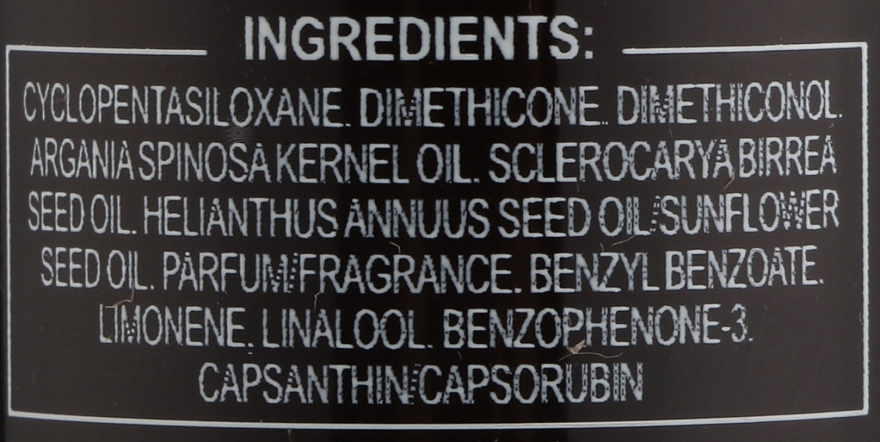 INGREDIENTS:
CYCLOPENTASILOXANE. DIMETHICONE. DIMETHICONOL.
ARGANIA SPINOSA KERNEL OIL. SCLEROCARYA BIRREA
SEED OIL. HELIANTHUS ANNUUS SEED OIL/SUNFLOWER
SEED OIL. PARFUM/FRAGRANCE. BENZYL BENZOATE.
LIMONENE. LINALOOL. BENZOPHENONE-3.
CAPSANTHIN/CAPSORUBIN